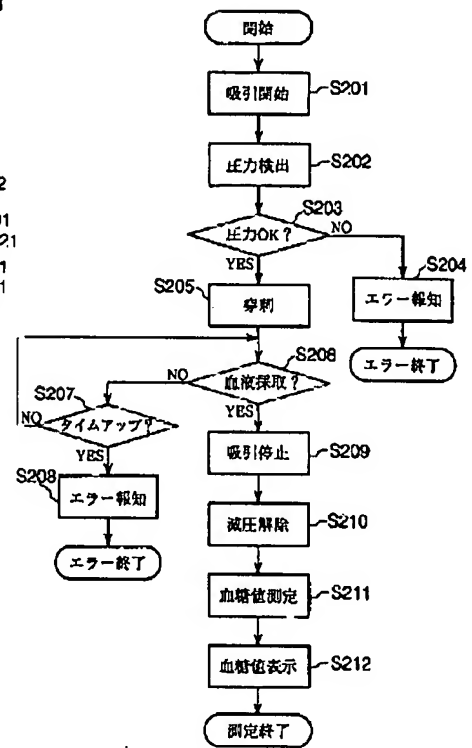 開始
吸引開始
S201
圧力検出
S202
S203
圧力OK?
NO
YES
S204
エラー報知
エラー終了
S205
穿刺
S208
血液採取?
NO
YES
S207
タイムアップ?
NO
YES
S208
エラー報知
エラー終了
吸引停止
S209
減圧解除
S210
血糖値測定
S211
血糖値表示
S212
測定終了